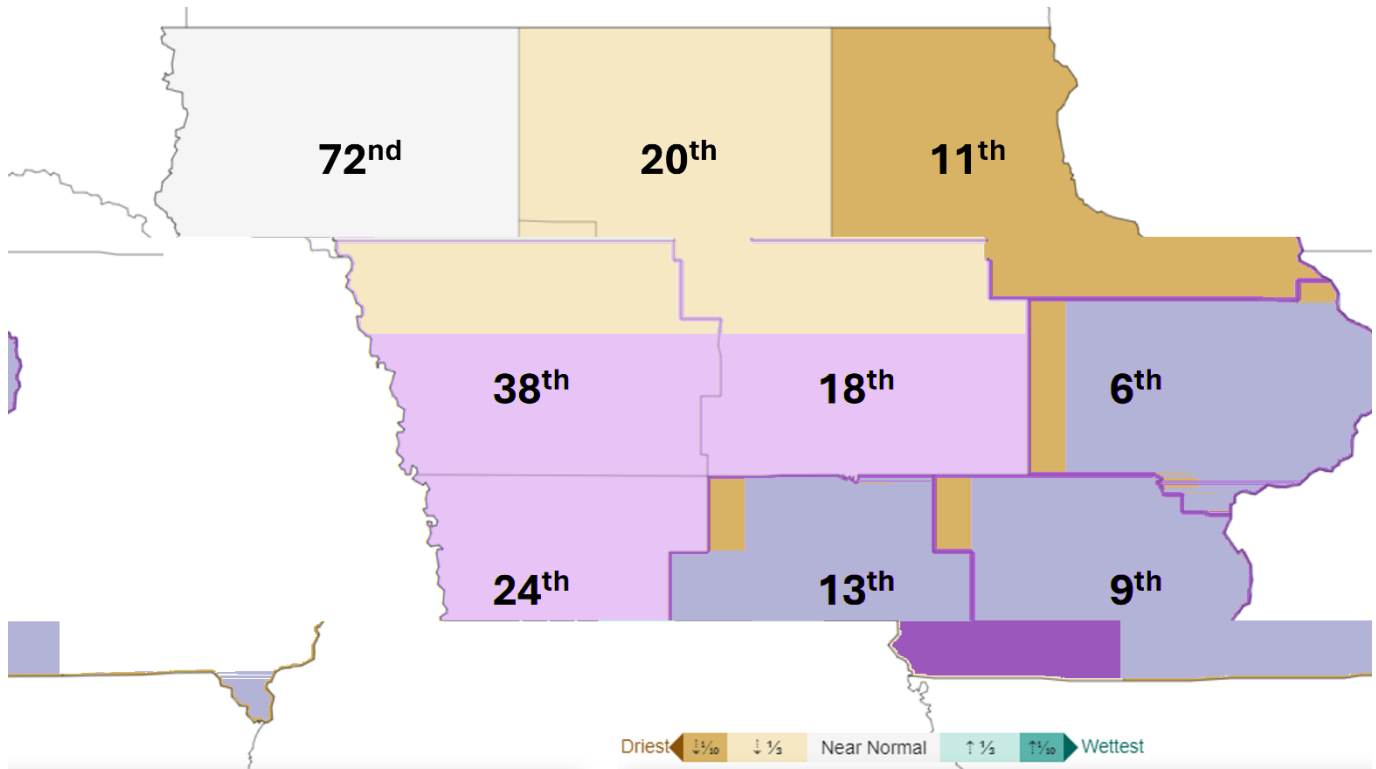 72nd 20th 11th
38th 18th 6th
24th 13th 9th
Driest ⇣⅒ ⇣ ⅓ Near Normal ⇡ ⅓ ⇡⅒ Wettest